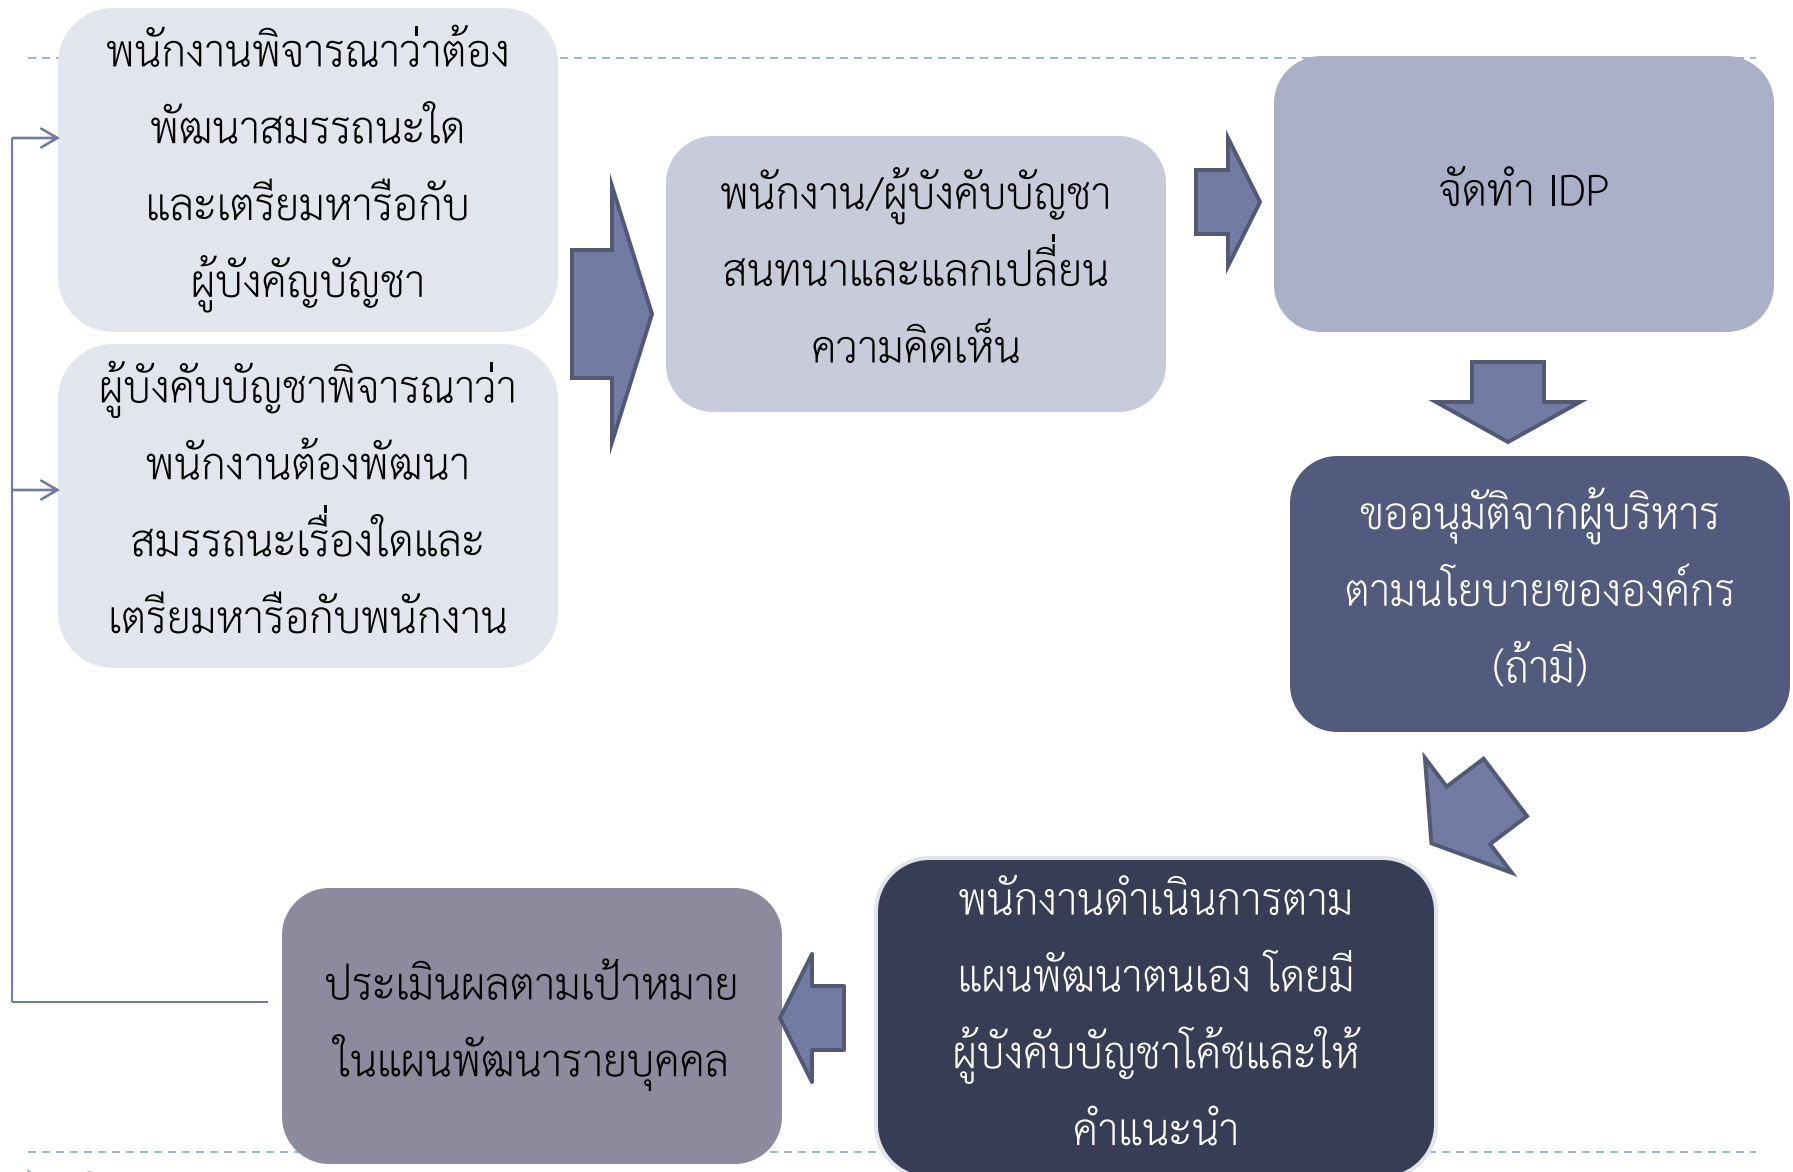 พนักงานพิจารณาว่าต้อง
พัฒนาสมรรถนะใด
และเตรียมหารือกับ
ผู้บังคัญบัญชา
ผู้บังคับบัญชาพิจารณาว่า
พนักงานต้องพัฒนา
สมรรถนะเรื่องใดและ
เตรียมหารือกับพนักงาน
พนักงาน/ผู้บังคับบัญชา
สนทนาและแลกเปลี่ยน
ความคิดเห็น
จัดทำ IDP
ขออนุมัติจากผู้บริหาร
ตามนโยบายขององค์กร
(ถ้ามี)
พนักงานดำเนินการตาม
แผนพัฒนาตนเอง โดยมี
ผู้บังคับบัญชาโค้ชและให้
คำแนะนำ
ประเมินผลตามเป้าหมาย
ในแผนพัฒนารายบุคคล